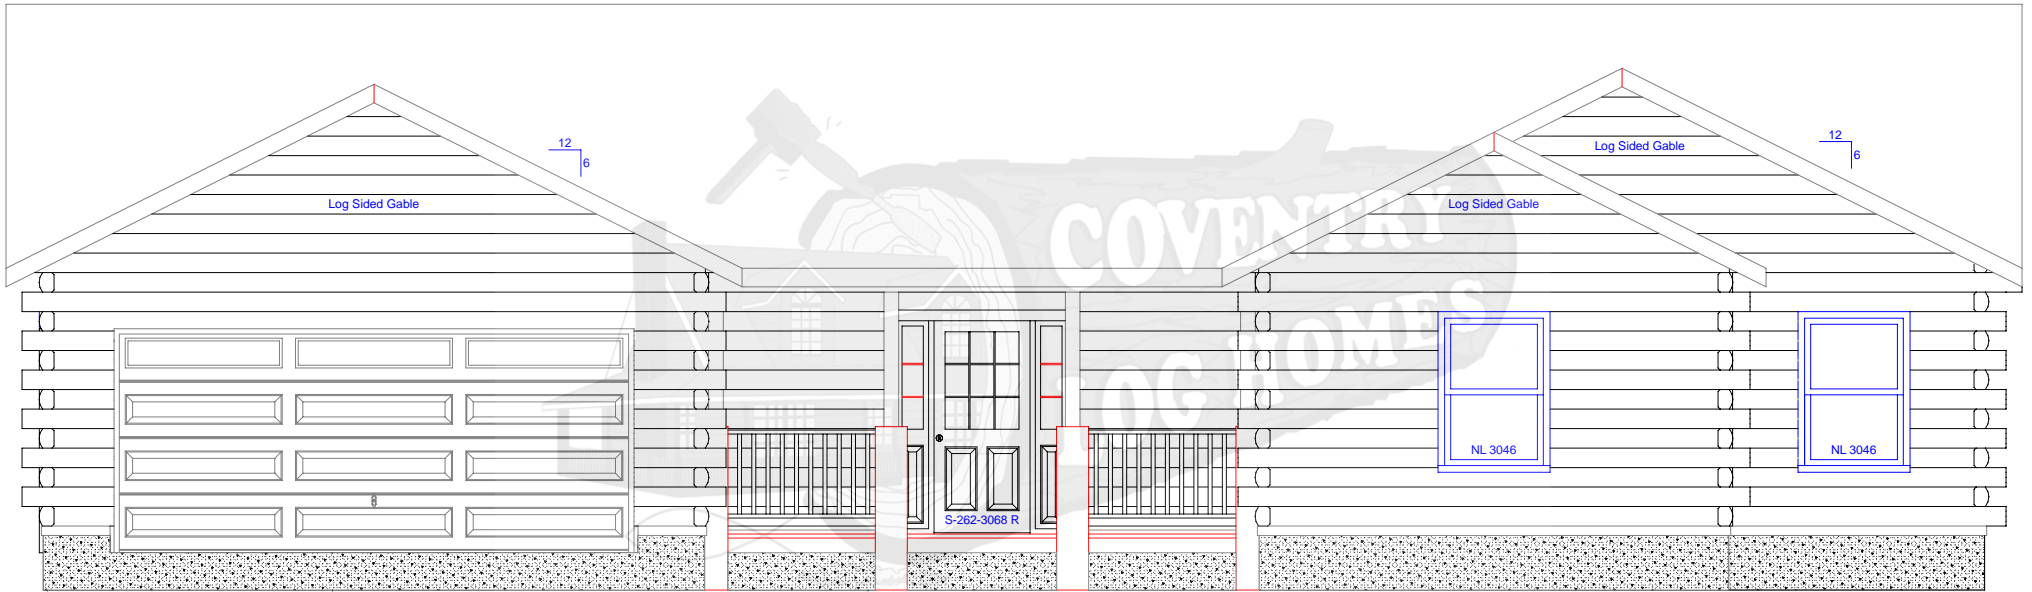 12
6
12
6
Log Sided Gable
Log Sided Gable
Log Sided Gable
COVENTRY
LOG HOMES
NL 3046
NL 3046
S-262-3068 R